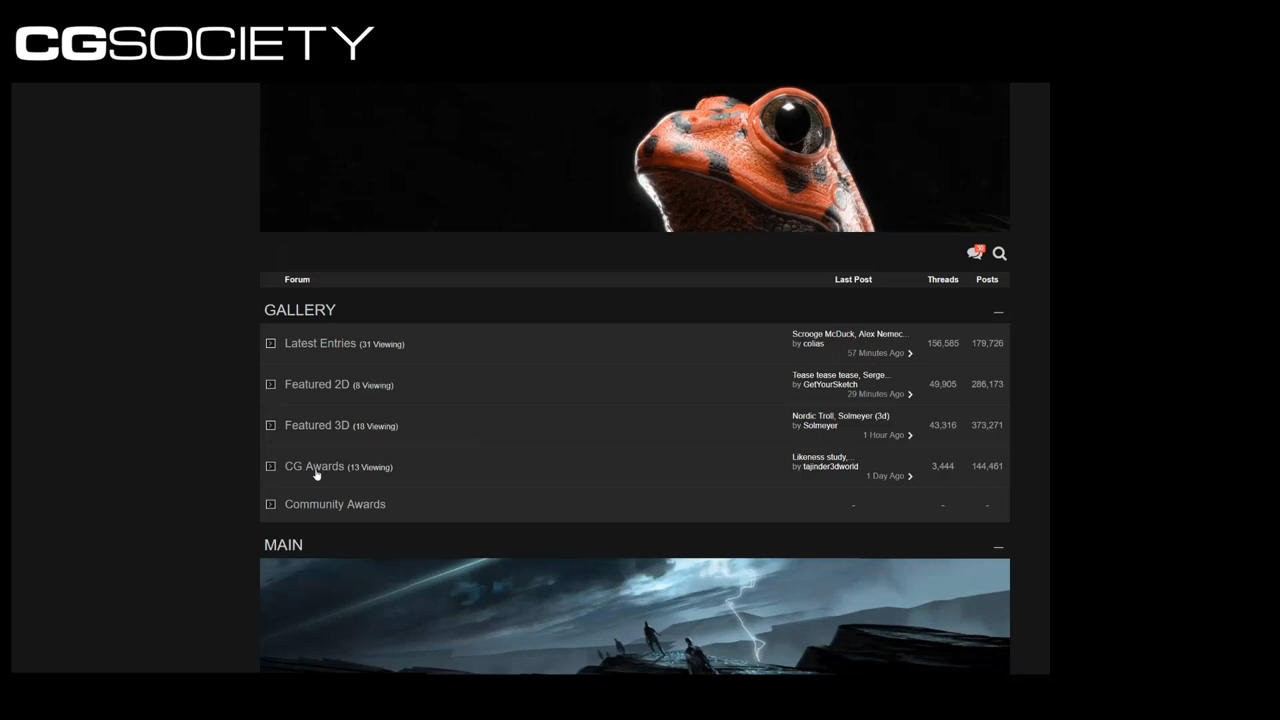 CGSOCIETY
30
Forum Last Post Threads Posts
GALLERY
Latest Entries (31 Viewing)
Scrooge McDuck, Alex Nemec...
by colias
57 Minutes Ago
156,585 179,726
Featured 2D (8 Viewing)
Tease tease tease, Serge...
by GetYourSketch
29 Minutes Ago
49,905 286,173
Featured 3D (18 Viewing)
Nordic Troll, Solmeyer (3d)
by Solmeyer
1 Hour Ago
43,316 373,271
CG Awards (13 Viewing)
Likeness study,...
by tajinder3dworld
1 Day Ago
3,444 144,461
Community Awards - - -
MAIN